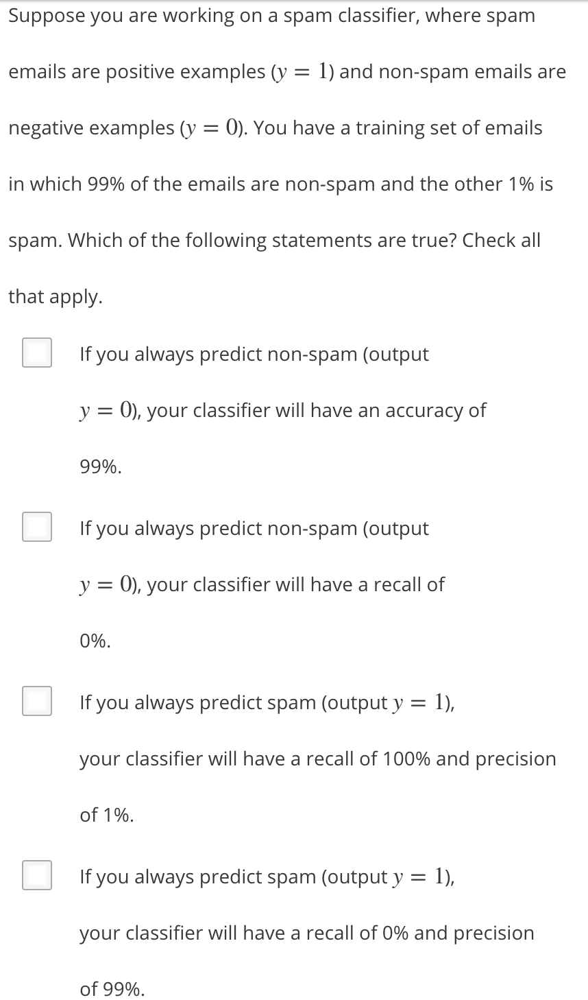 Suppose you are working on a spam classifier, where spam
emails are positive examples (y = 1) and non-spam emails are
negative examples (y = 0). You have a training set of emails
in which 99% of the emails are non-spam and the other 1% is
spam. Which of the following statements are true? Check all
that apply.
If you always predict non-spam (output
y = 0), your classifier will have an accuracy of
99%.
If you always predict non-spam (output
y = 0), your classifier will have a recall of
0%.
If you always predict spam (output y = 1),
your classifier will have a recall of 100% and precision
of 1%.
If you always predict spam (output y = 1),
your classifier will have a recall of 0% and precision
of 99%.